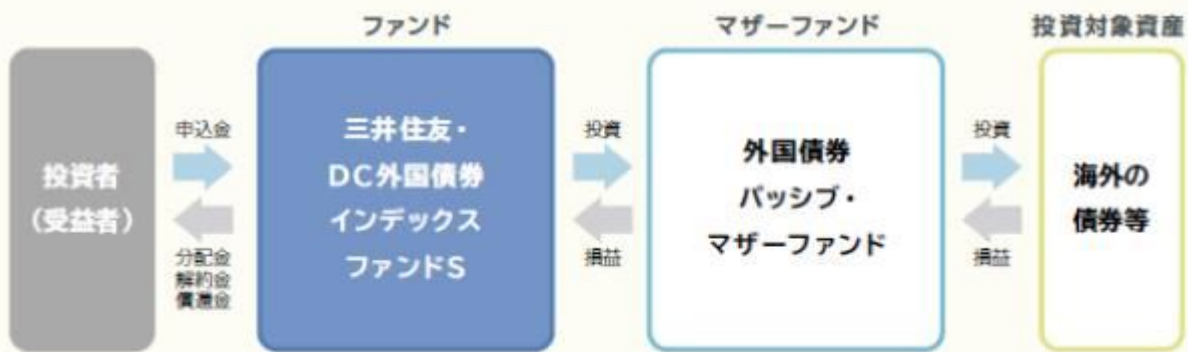 ファンド
マザーファンド
投資対象資産
投資者
(受益者)
申込金
分配金
解約金
償還金
三井住友・
DC外国債券
インデックス
ファンドS
投資
損益
外国債券
パッシブ・
マザーファンド
投資
損益
海外の
債券等